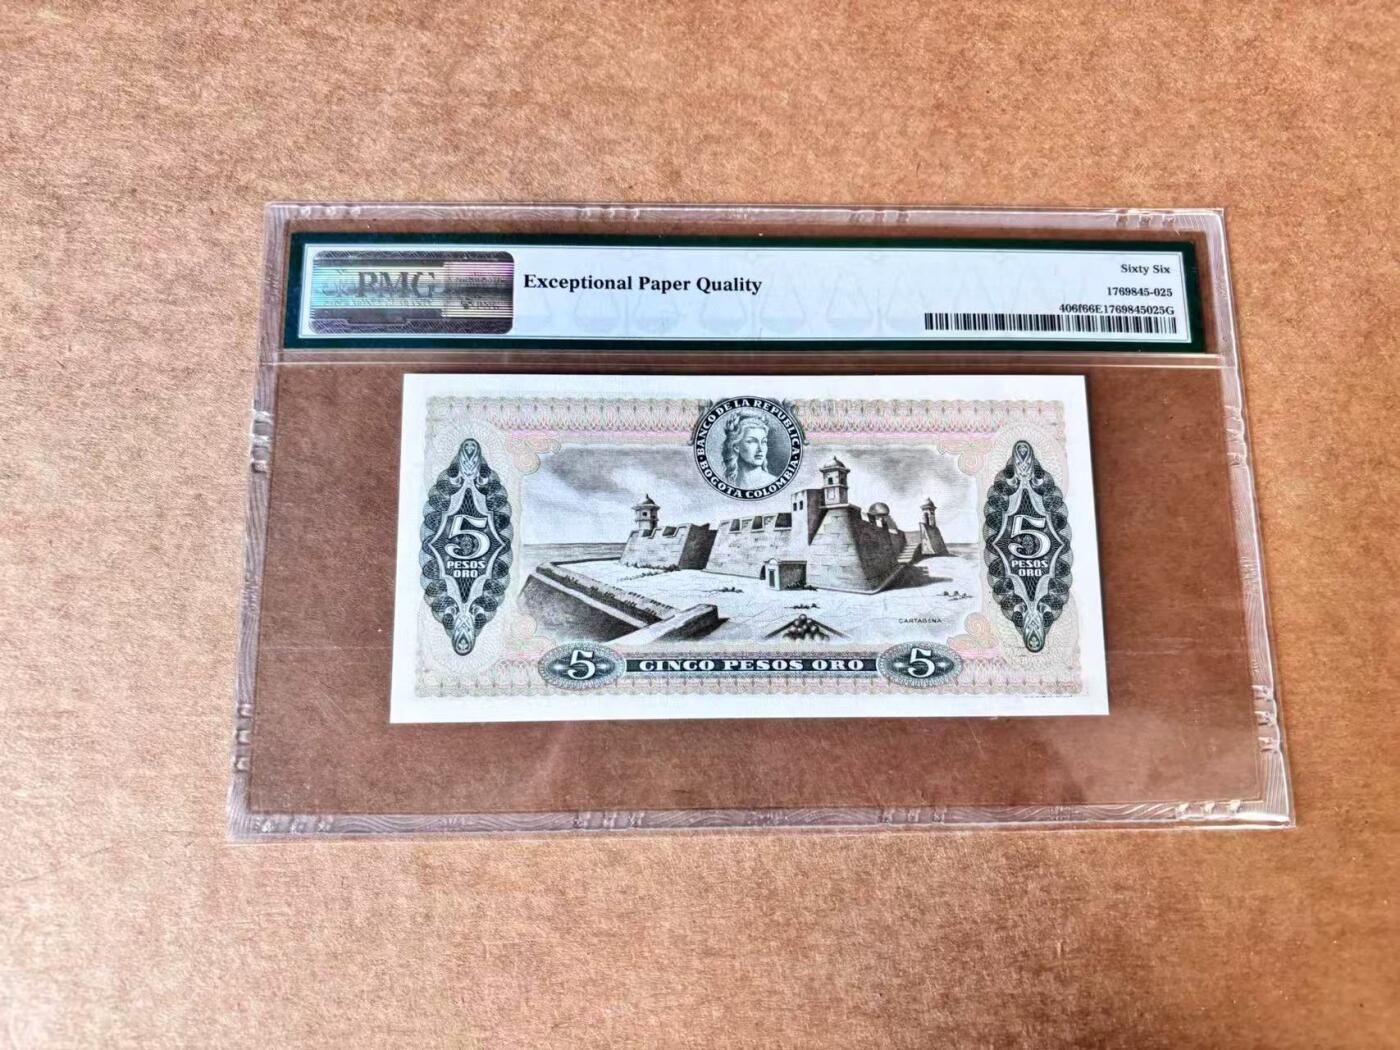 PMG
Exceptional Paper Quality
Sixty Six
1769845-025
406f66E1769845025G
BANCO DE LA REPUBLICA
BOGOTA COLOMBIA
5
PESOS
ORO
5
PESOS
ORO
CARTAGENA
5 CINCO PESOS ORO 5